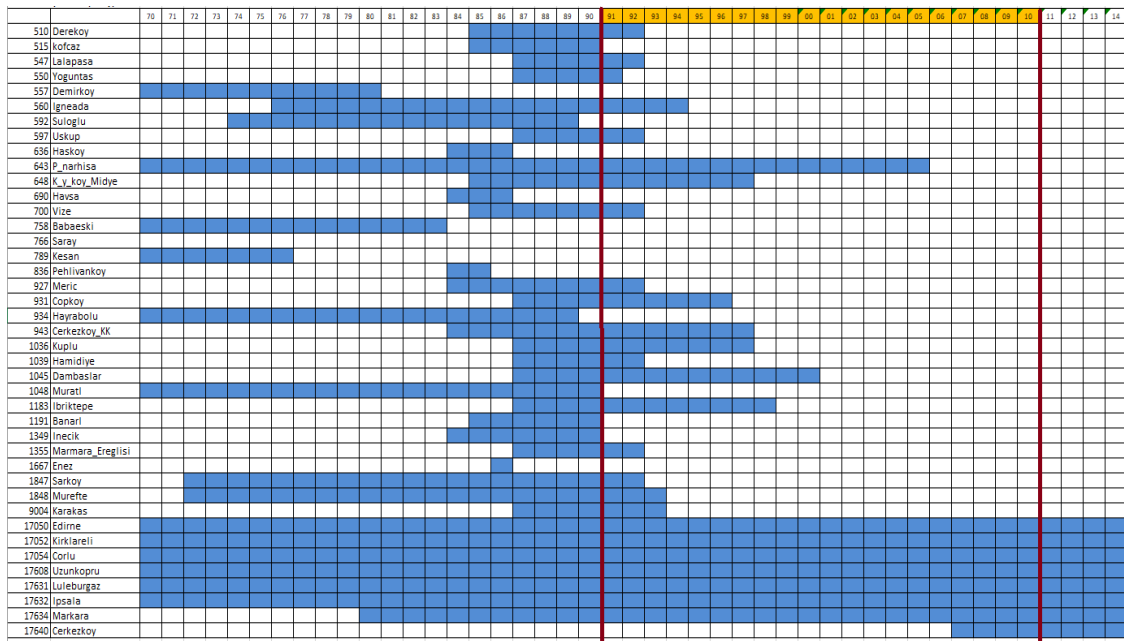 70 71 72 73 74 75 76 77 78 79 80 81 82 83 84 85 86 87 88 89 90 91 92 93 94 95 96 97 98 99 00 01 02 03 04 05 06 07 08 09 10 11 12 13 14
510 Derekoy
515 kofcaz
547 Lalapasa
550 Yoguntas
557 Demirkoy
560 Igneada
592 Suloglu
597 Uskup
636 Haskoy
643 P_narhisa
648 K_y_koy_Midye
690 Havsa
700 Vize
758 Babaeski
766 Saray
789 Kesan
836 Pehlivankoy
927 Meric
931 Copkoy
934 Hayrabolu
943 Cerkezkoy_KK
1036 Kuplu
1039 Hamidiye
1045 Dambaslar
1048 Muratl
1183 Ibriktepe
1191 Banarl
1349 Inecik
1355 Marmara_Ereglisi
1667 Enez
1847 Sarkoy
1848 Murefte
9004 Karakas
17050 Edirne
17052 Kirklareli
17054 Corlu
17608 Uzunkopru
17631 Luleburgaz
17632 Ipsala
17634 Markara
17640 Cerkezkoy